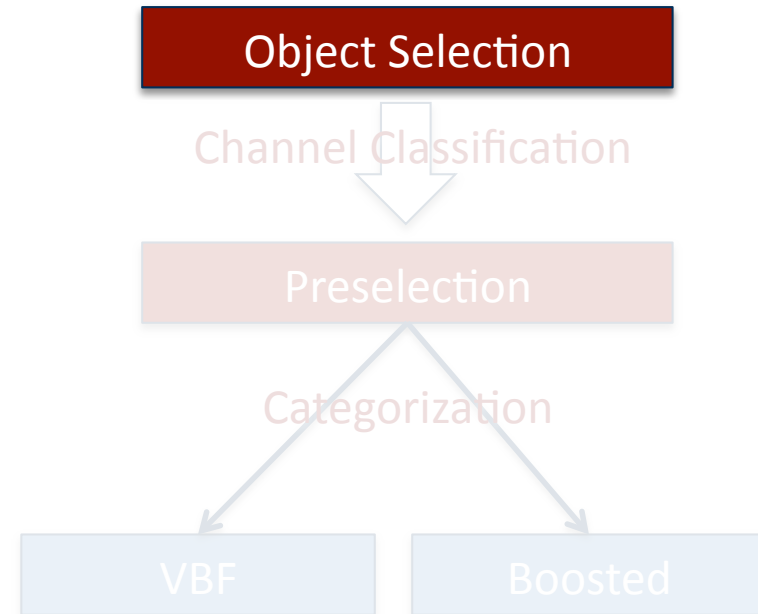 Object Selection
Channel Classification
Preselection
Categorization
VBF
Boosted